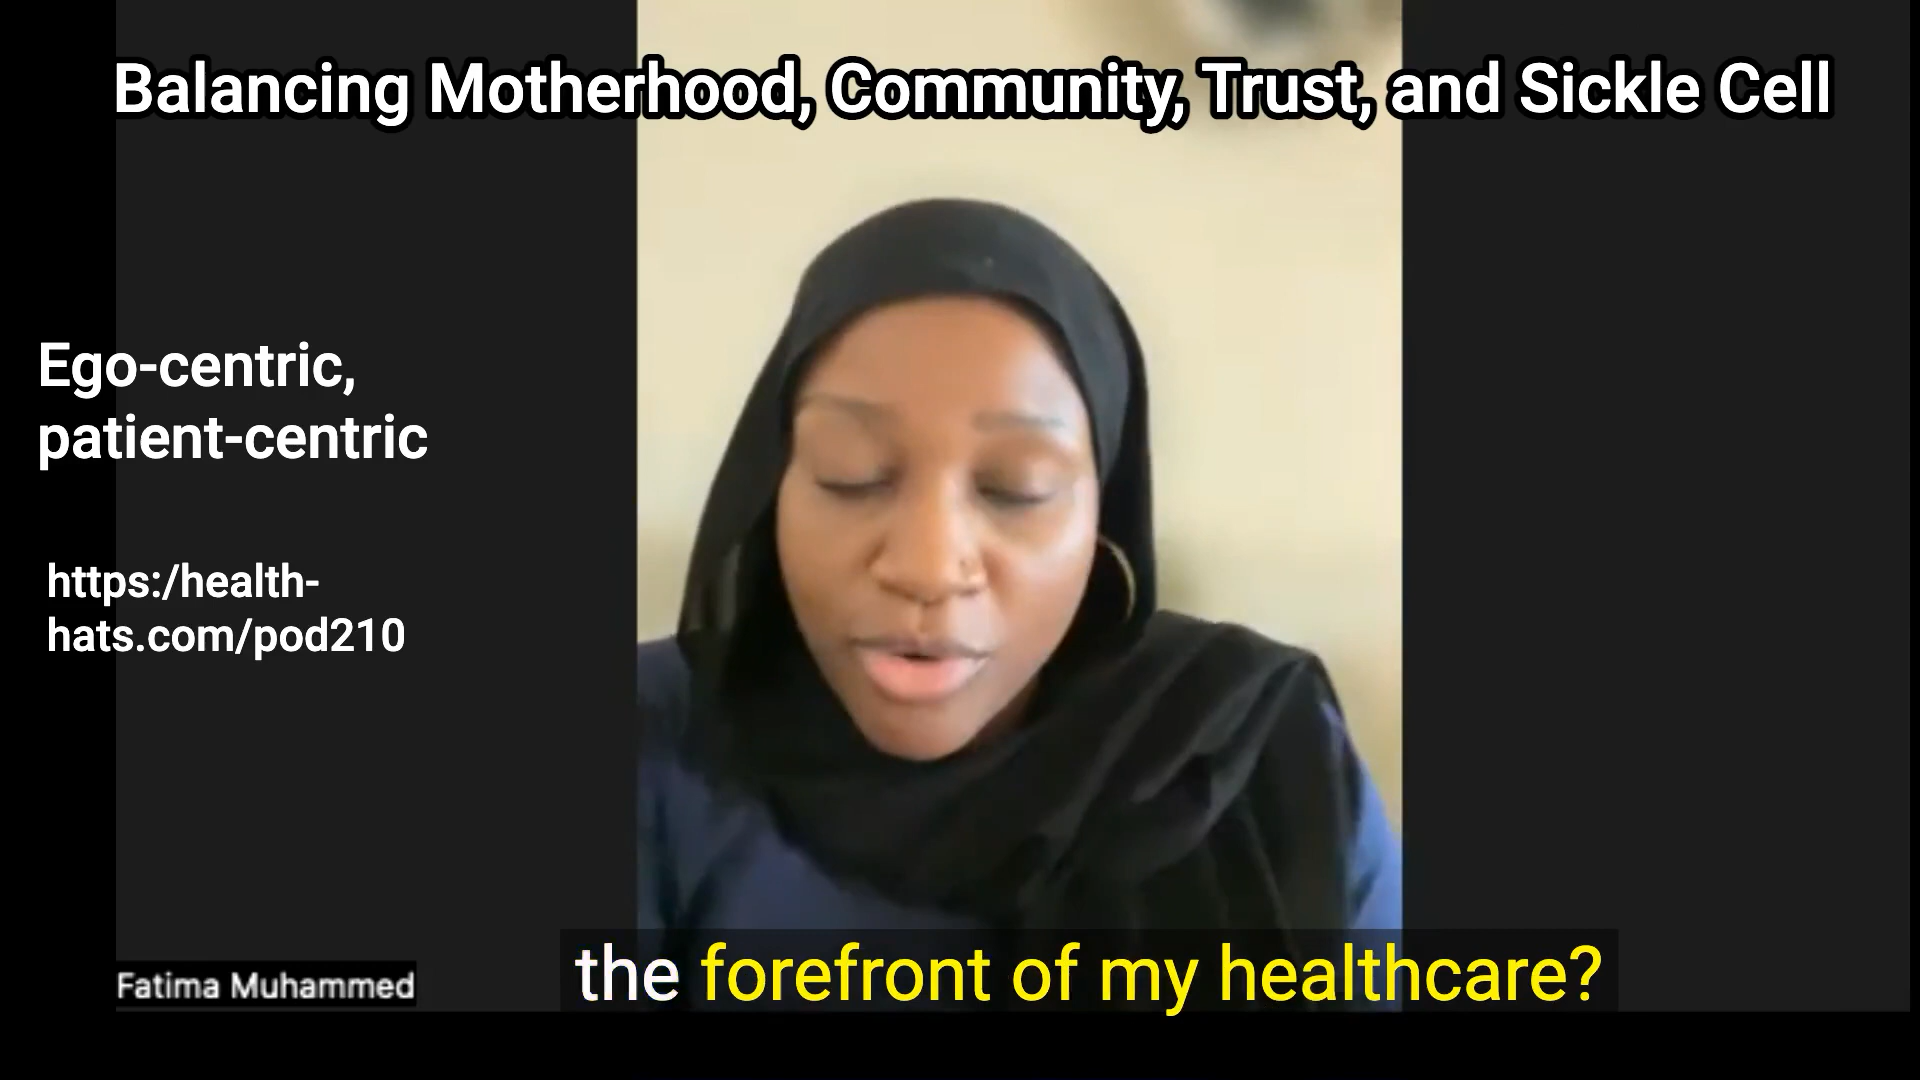 Balancing Motherhood, Community, Trust, and Sickle Cell
Ego-centric,
patient-centric
https:/health-
hats.com/pod210
Fatima Muhammed
the forefront of my healthcare?